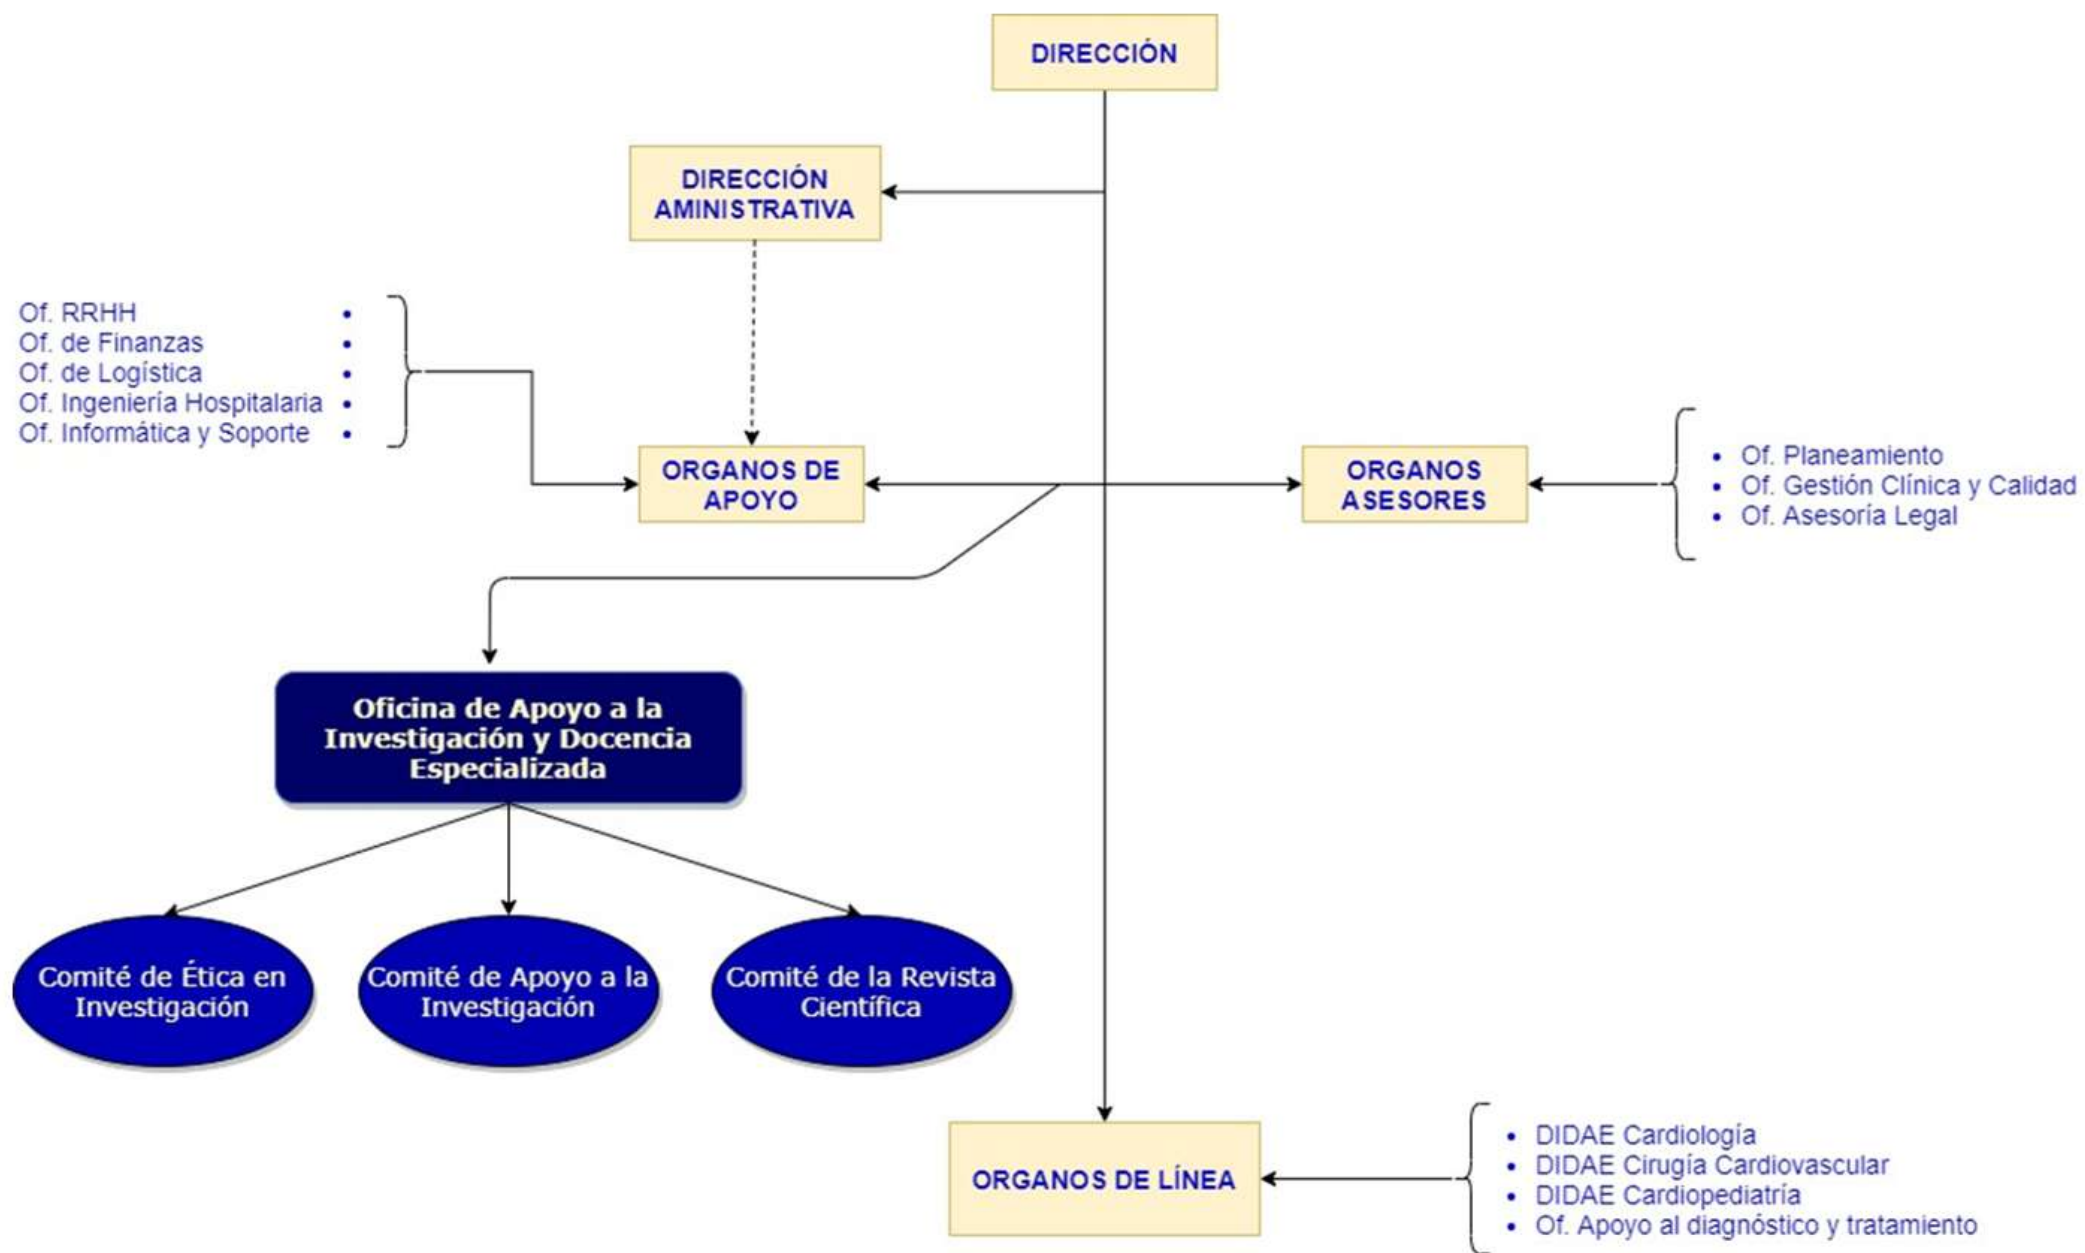 DIRECCIÓN
DIRECCIÓN
AMINISTRATIVA
Of. RRHH
Of. de Finanzas
Of. de Logística
Of. Ingeniería Hospitalaria
Of. Informática y Soporte
ORGANOS DE
APOYO
ORGANOS
ASESORES
• Of. Planeamiento
• Of. Gestión Clínica y Calidad
• Of. Asesoría Legal
Oficina de Apoyo a la
Investigación y Docencia
Especializada
Comité de Ética en
Investigación
Comité de Apoyo a la
Investigación
Comité de la Revista
Científica
ORGANOS DE LÍNEA
• DIDAE Cardiología
• DIDAE Cirugía Cardiovascular
• DIDAE Cardiopediatría
• Of. Apoyo al diagnóstico y tratamiento